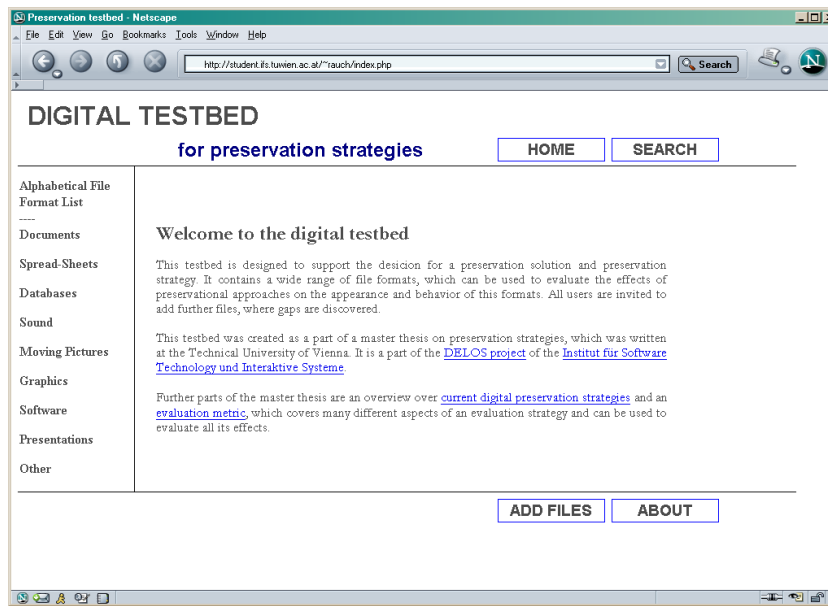 Preservation testbed - Netscape
File Edit View Go Bookmarks Tools Window Help
http://student.ifs.tuwien.ac.at/~rauch/index.php
Search
N
DIGITAL TESTBED
for preservation strategies
HOME
SEARCH
Alphabetical File
Format List
----
Documents
Spread-Sheets
Databases
Sound
Moving Pictures
Graphics
Software
Presentations
Other
Welcome to the digital testbed
This testbed is designed to support the desicion for a preservation solution and preservation
strategy. It contains a wide range of file formats, which can be used to evaluate the effects of
preservational approaches on the appearance and behavior of this formats. All users are invited to
add further files, where gaps are discovered.
This testbed was created as a part of a master thesis on preservation strategies, which was written
at the Technical University of Vienna. It is a part of the DELOS project of the Institut für Software
Technology und Interaktive Systeme.
Further parts of the master thesis are an overview over current digital preservation strategies and an
evaluation metric, which covers many different aspects of an evaluation strategy and can be used to
evaluate all its effects.
ADD FILES
ABOUT